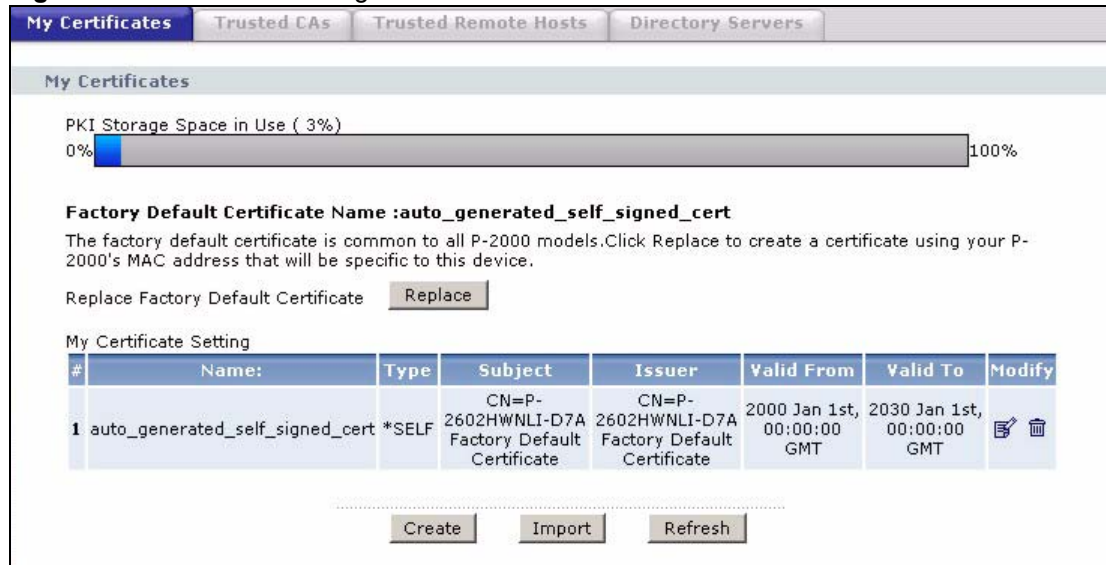 My Certificates Trusted CAs Trusted Remote Hosts Directory Servers
My Certificates
PKI Storage Space in Use ( 3%)
0% 100%
Factory Default Certificate Name :auto_generated_self_signed_cert
The factory default certificate is common to all P-2000 models.Click Replace to create a certificate using your P-
2000's MAC address that will be specific to this device.
Replace Factory Default Certificate Replace
My Certificate Setting
# Name: Type Subject Issuer Valid From Valid To Modify
1 auto_generated_self_signed_cert *SELF CN=P-2602HWNLI-D7A Factory Default Certificate CN=P-2602HWNLI-D7A Factory Default Certificate 2000 Jan 1st, 00:00:00 GMT 2030 Jan 1st, 00:00:00 GMT
Create Import Refresh